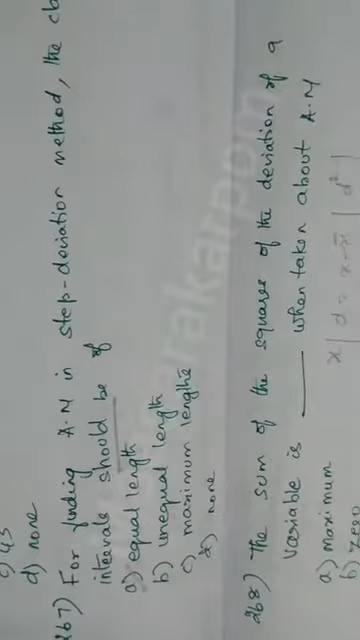 c) 43
d) none
267) For finding A.M in step-deviation method, the
intervals should be of
a) equal length
b) unequal length
c) maximum lengths
d) none
268) The sum of the squares of the deviation of a
variable is ___ when taken about A.M
a) maximum
b) zero
x | d = x - x̄ | d²|